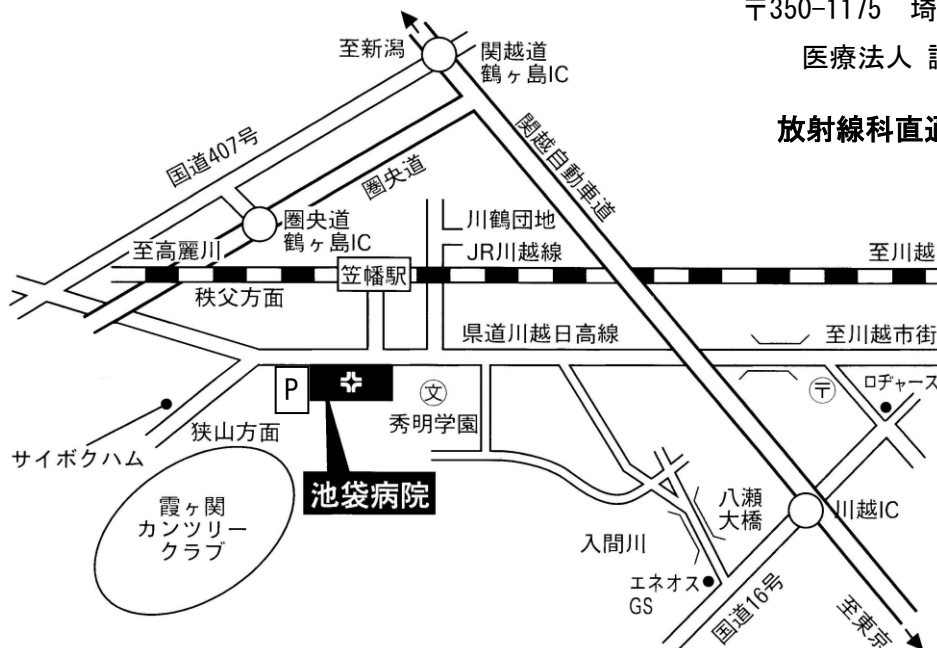 〒350-1175 埼
医療法人
放射線科直通
至新潟
関越道
鶴ヶ島IC
国道407号
圏央道
関越自動車道
圏央道
鶴ヶ島IC
川鶴団地
JR川越線
至高麗川
笠幡駅
至川越
秩父方面
県道川越日高線
至川越市街
P
文
秀明学園
〒
ロヂャース
狭山方面
サイボクハム
池袋病院
霞ヶ関
カンツリー
クラブ
八瀬
大橋
川越IC
入間川
エネオス
GS
国道16号
至東京